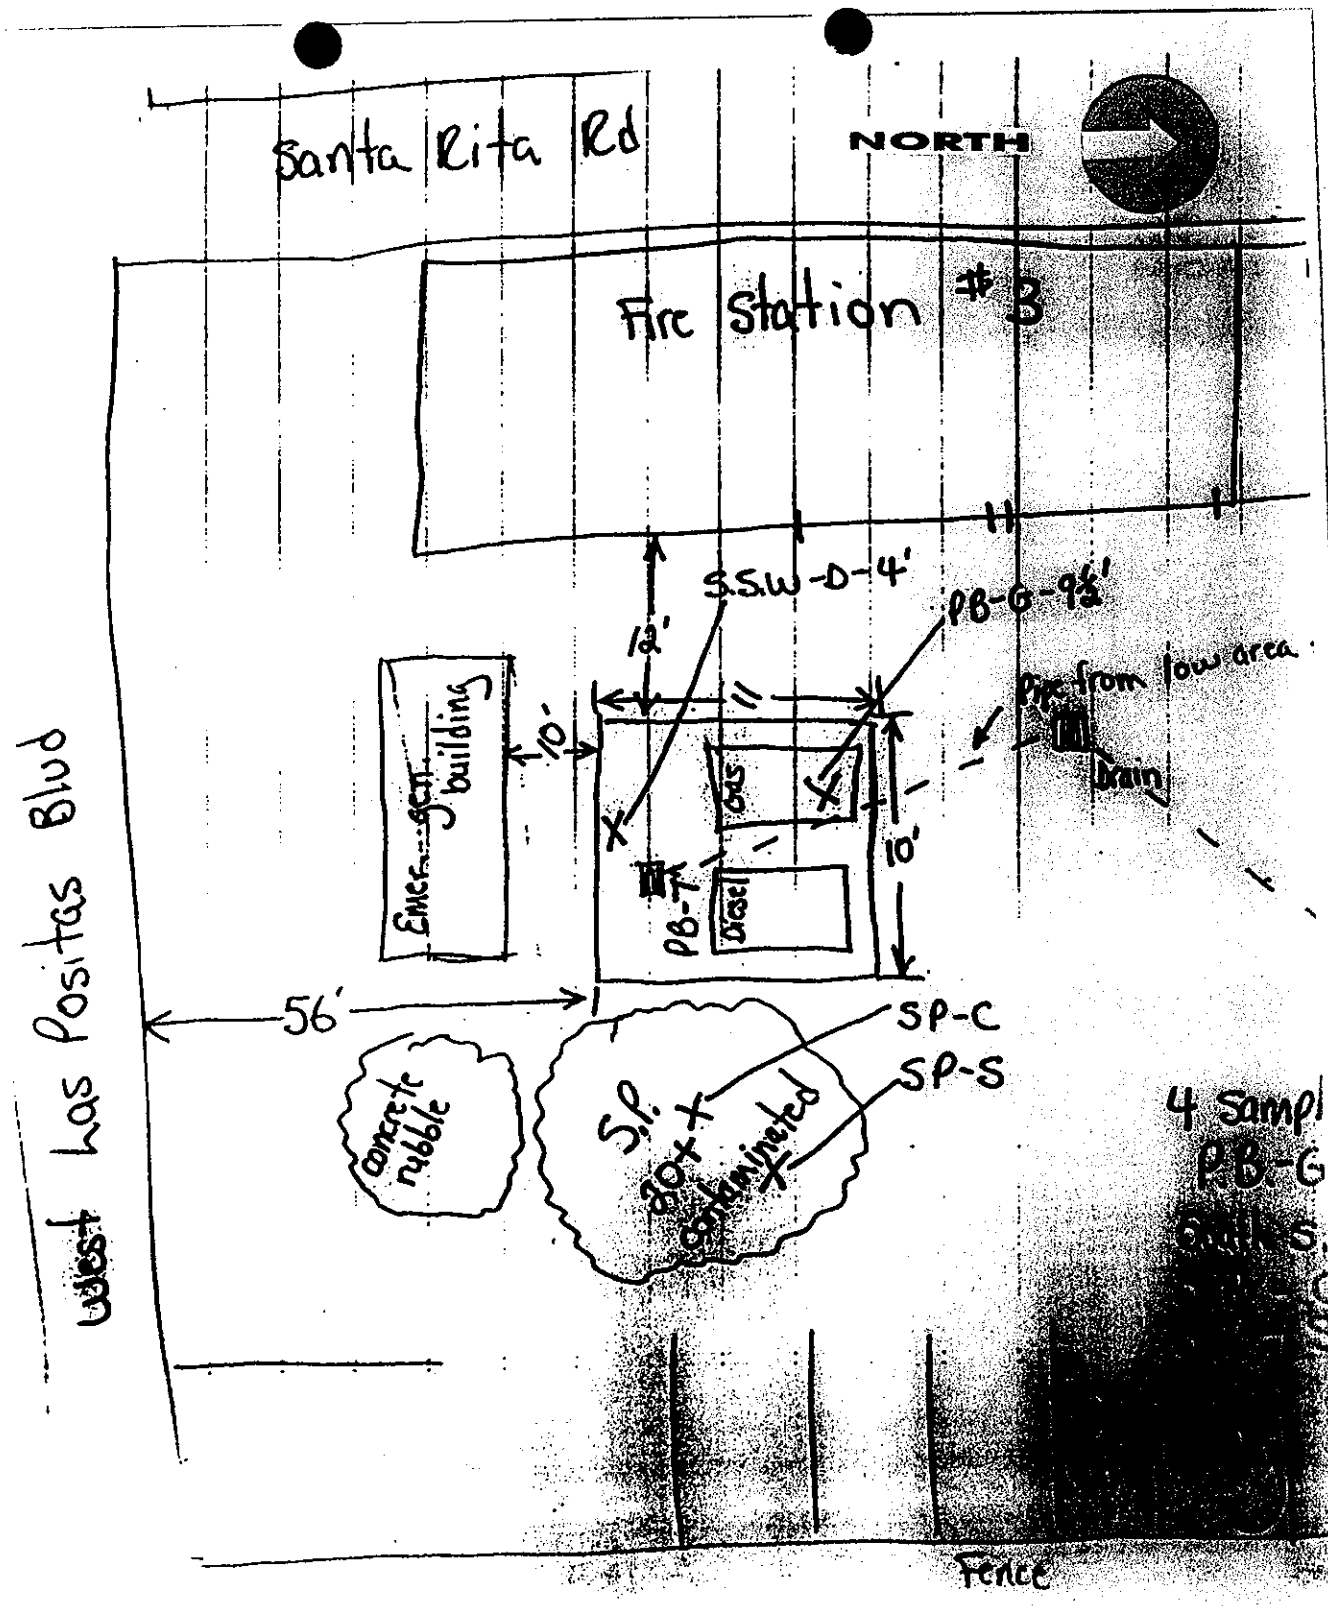 Santa Rita Rd
NORTH
Fire Station #3
S.S.W-D-4'
PB-G-9½'
12'
Pipe from low area
11
10'
Emer. gen.
building
Gas
Drain
10'
PB-T
Diesel
West Las Positas Blvd
56'
SP-C
SP-S
concrete
rubble
S.P.
contaminated
4 Sampl
P.B.-G
South S.
Fence